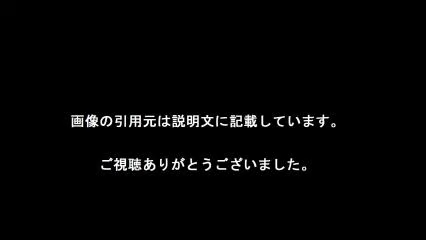 画像の引用元は説明文に記載しています。
ご視聴ありがとうございました。